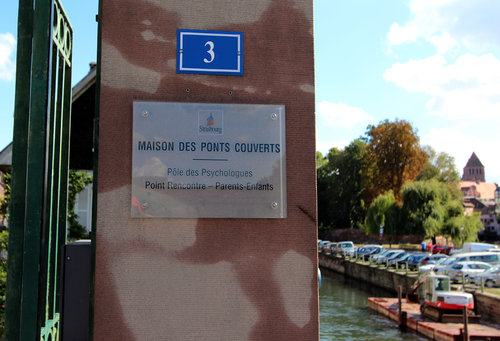 3
Strasbourg
MAISON DES PONTS COUVERTS
Pôle des Psychologues
Point Rencontre – Parents-Enfants